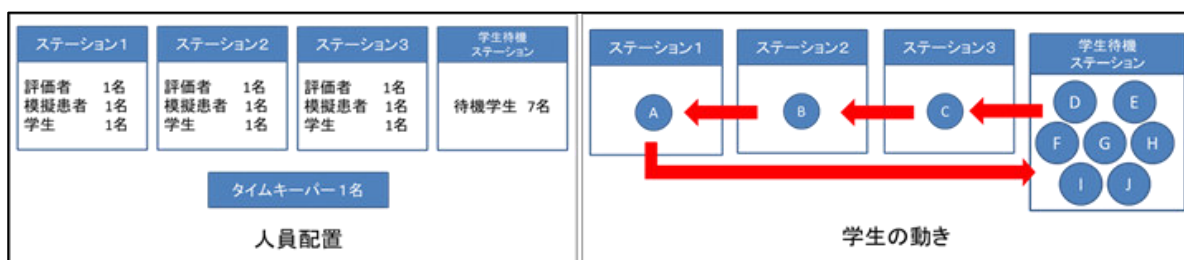 ステーション1
評価者 1名
模擬患者 1名
学生 1名
ステーション2
評価者 1名
模擬患者 1名
学生 1名
ステーション3
評価者 1名
模擬患者 1名
学生 1名
学生待機
ステーション
待機学生 7名
タイムキーパー1名
人員配置
ステーション1
A
ステーション2
B
ステーション3
C
学生待機
ステーション
D E
F G H
I J
学生の動き